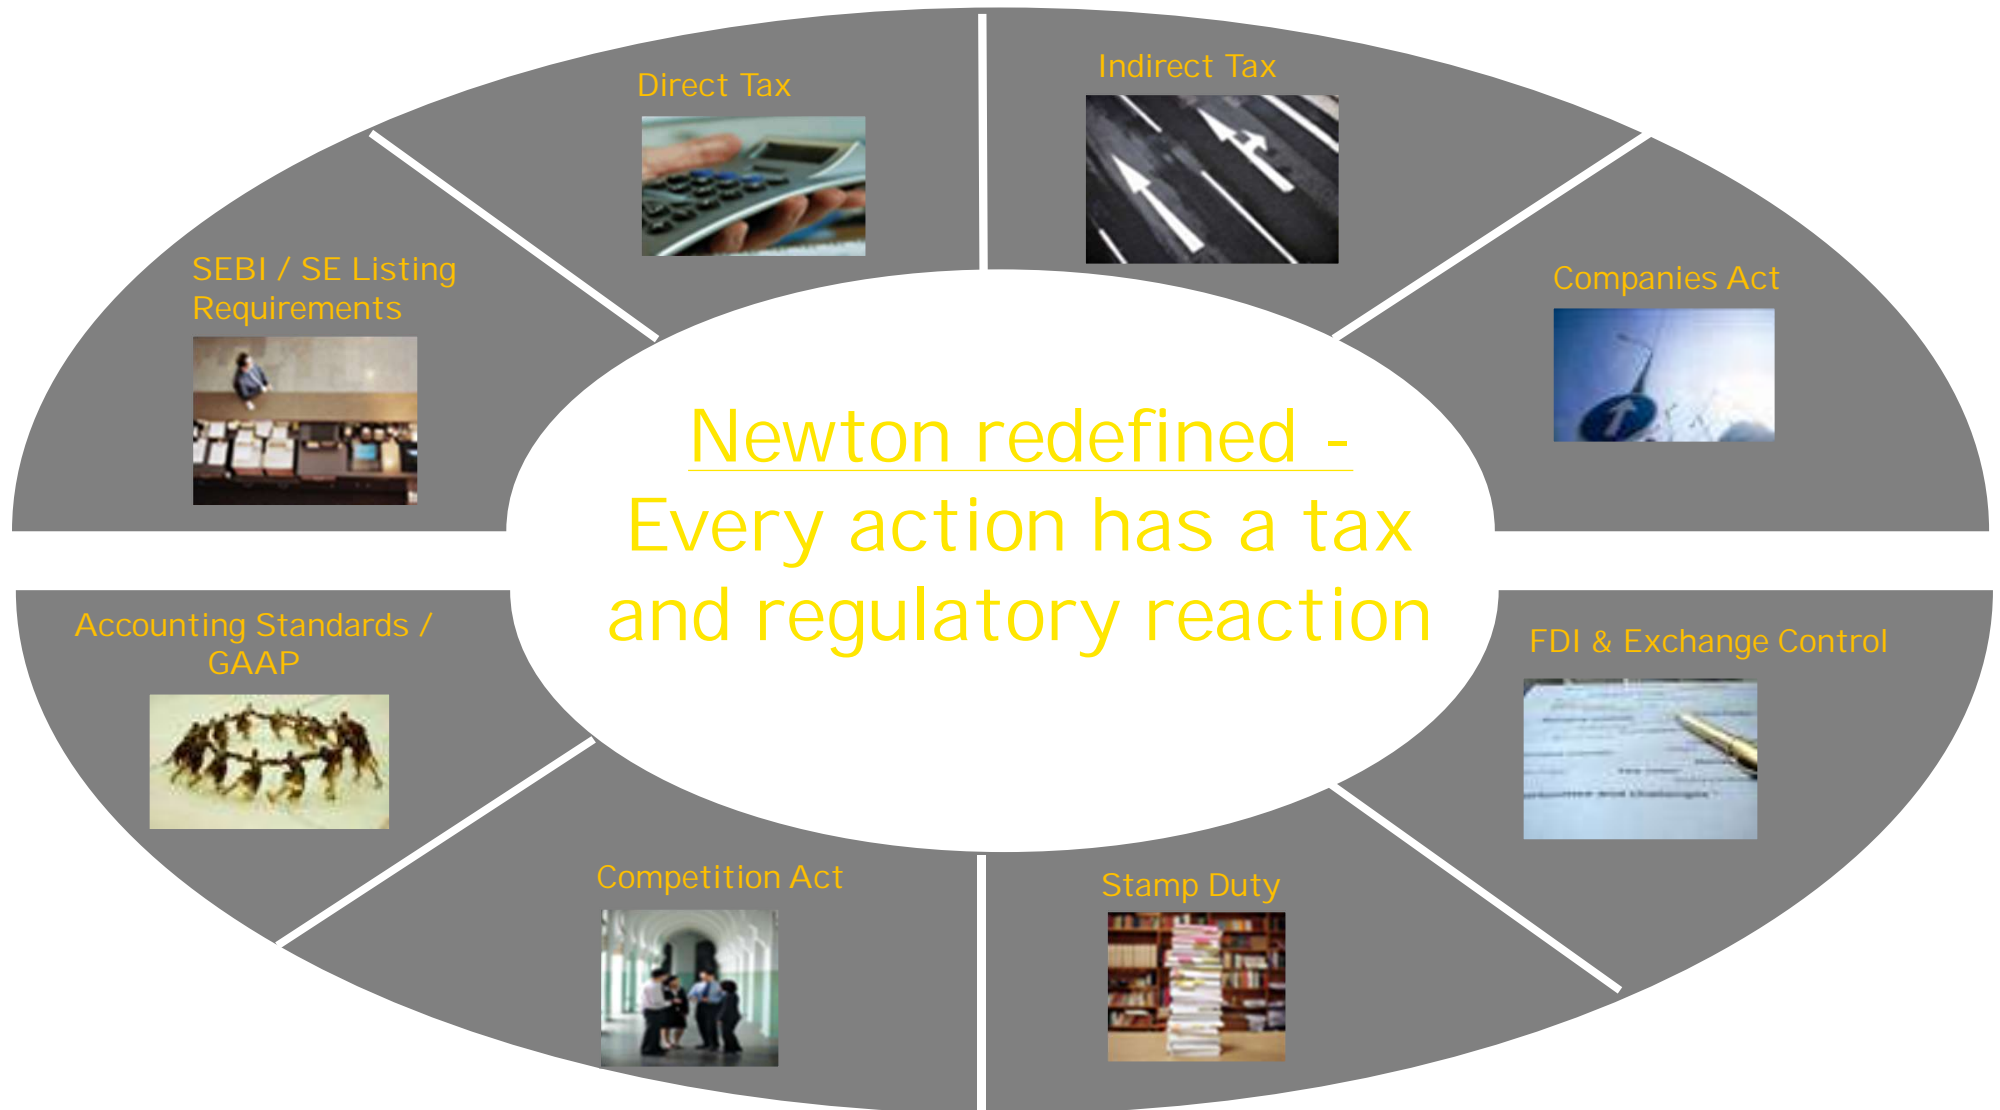 Direct Tax
Indirect Tax
SEBI / SE Listing
Requirements
Companies Act
Newton redefined -
Every action has a tax
and regulatory reaction
Accounting Standards /
GAAP
FDI & Exchange Control
Competition Act
Stamp Duty